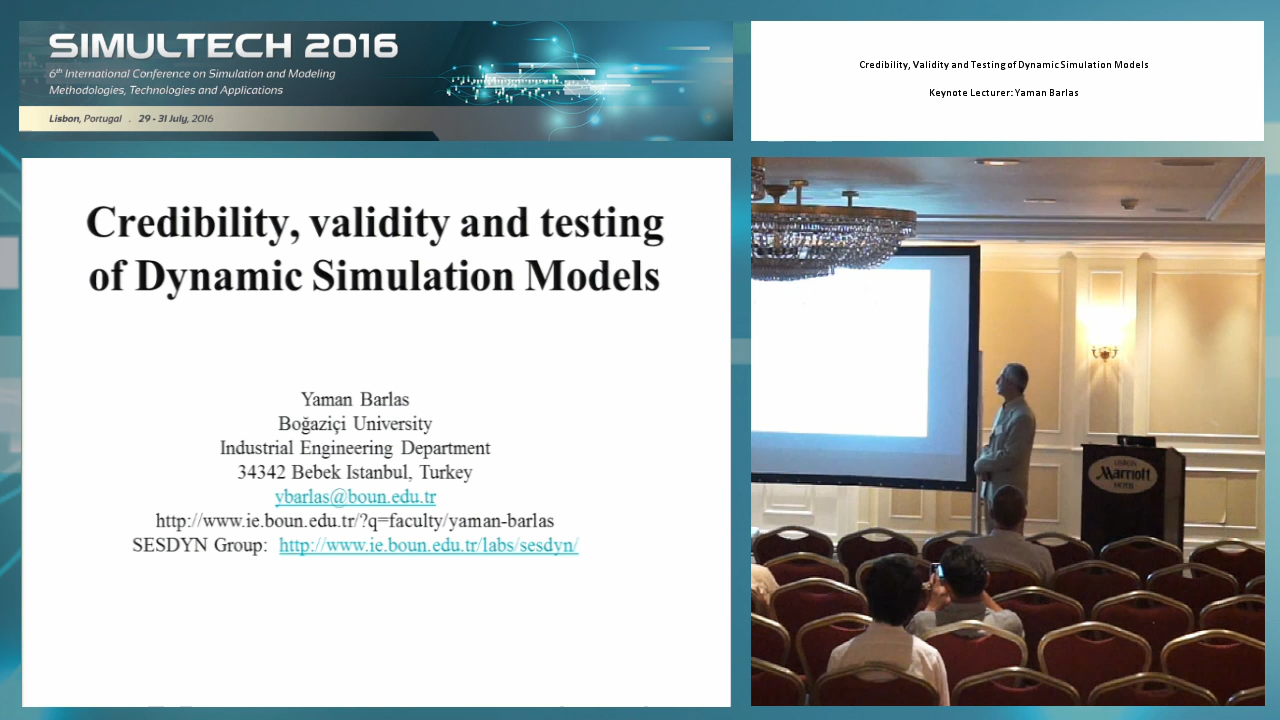 SIMULTECH 2016
6th International Conference on Simulation and Modeling
Methodologies, Technologies and Applications
Lisbon, Portugal . 29 - 31 July, 2016
Credibility, Validity and Testing of Dynamic Simulation Models
Keynote Lecturer: Yaman Barlas
Credibility, validity and testing
of Dynamic Simulation Models
Yaman Barlas
Boğaziçi University
Industrial Engineering Department
34342 Bebek Istanbul, Turkey
ybarlas@boun.edu.tr
http://www.ie.boun.edu.tr/?q=faculty/yaman-barlas
SESDYN Group: http://www.ie.boun.edu.tr/labs/sesdyn/
LISBON
Marriott
HOTEL